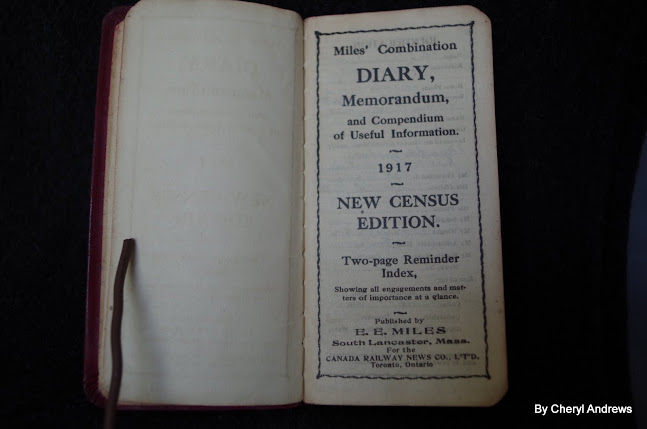 Miles' Combination
DIARY,
Memorandum,
and Compendium
of Useful Information.
1917
NEW CENSUS
EDITION.
Two-page Reminder
Index,
Showing all engagements and mat-
ters of importance at a glance.
Published by
E. E. MILES
South Lancaster, Mass.
For the
CANADA RAILWAY NEWS CO., L'T'D.
Toronto, Ontario
By Cheryl Andrews